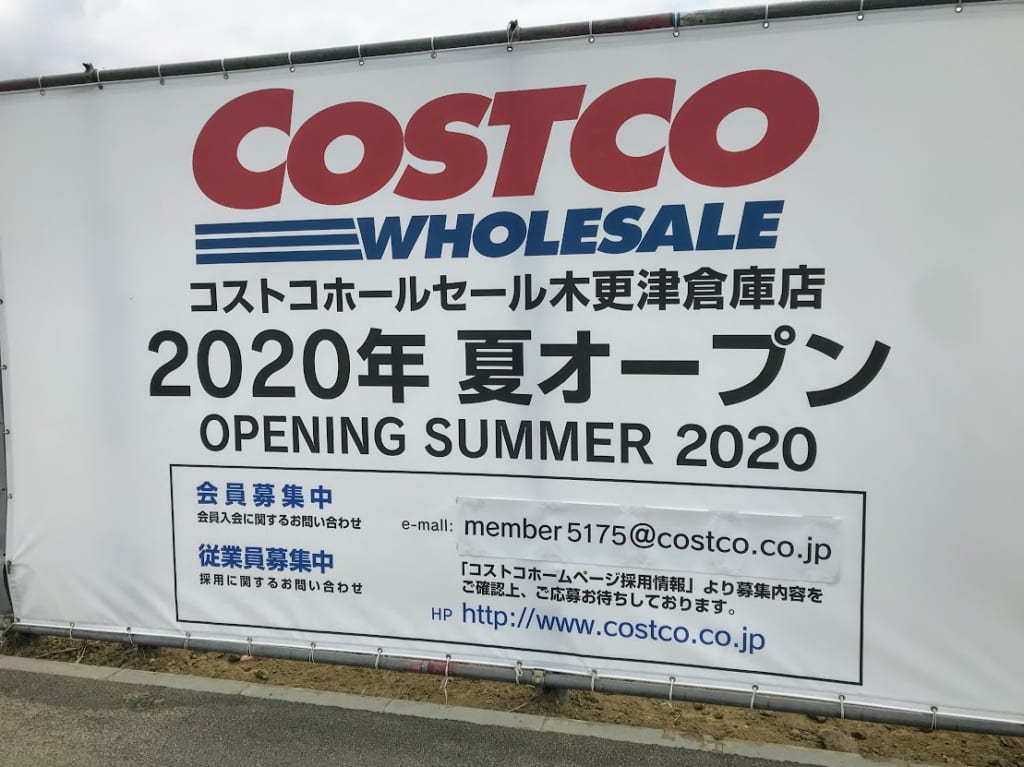 COSTCO
WHOLESALE
コストコホールセール木更津倉庫店
2020年 夏オープン
OPENING SUMMER 2020
会員募集中
会員入会に関するお問い合わせ
e-mall: member5175@costco.co.jp
従業員募集中
採用に関するお問い合わせ
「コストコホームページ採用情報」より募集内容を
ご確認上、ご応募お待ちしております。
HP http://www.costco.co.jp